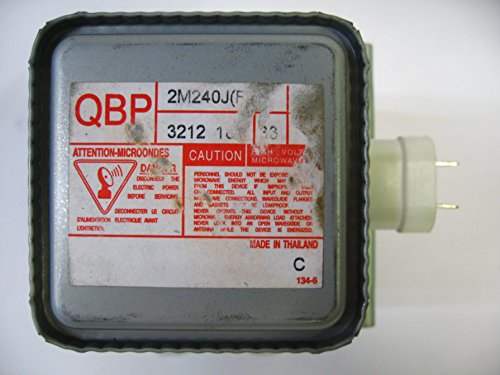 QBP
2M240J(
3212
ATTENTION-MICROONDES
DANGER
DISCONNECT THE
ELECTRIC POWER
BEFORE SERVICING
DECONNECTER LE CIRCUIT
D'ALIMENTATION ELECTRIQUE AVANT
L'ENTRETIEN.
CAUTION
HIGH VOLT
MICROWAVE
PERSONNEL SHOULD NOT BE EXPOSED
MICROWAVE ENERGY WHICH MAY
FROM THIS DEVICE IF IMPROPE
OR CONNECTED. ALL INPUT AND OUTPUT
MICROWAVE CONNECTIONS, WAVEGUIDE FLANGES
AND GASKETS MUST BE LEAKPROOF.
NEVER OPERATE THIS DEVICE WITHOUT
MICROWAVE ENERGY ABSORBING LOAD ATTACHED.
NEVER LOOK INTO AN OPEN WAVEGUIDE OR
ANTENNA WHILE THE DEVICE IS ENERGIZED.
MADE IN THAILAND
C
134-6